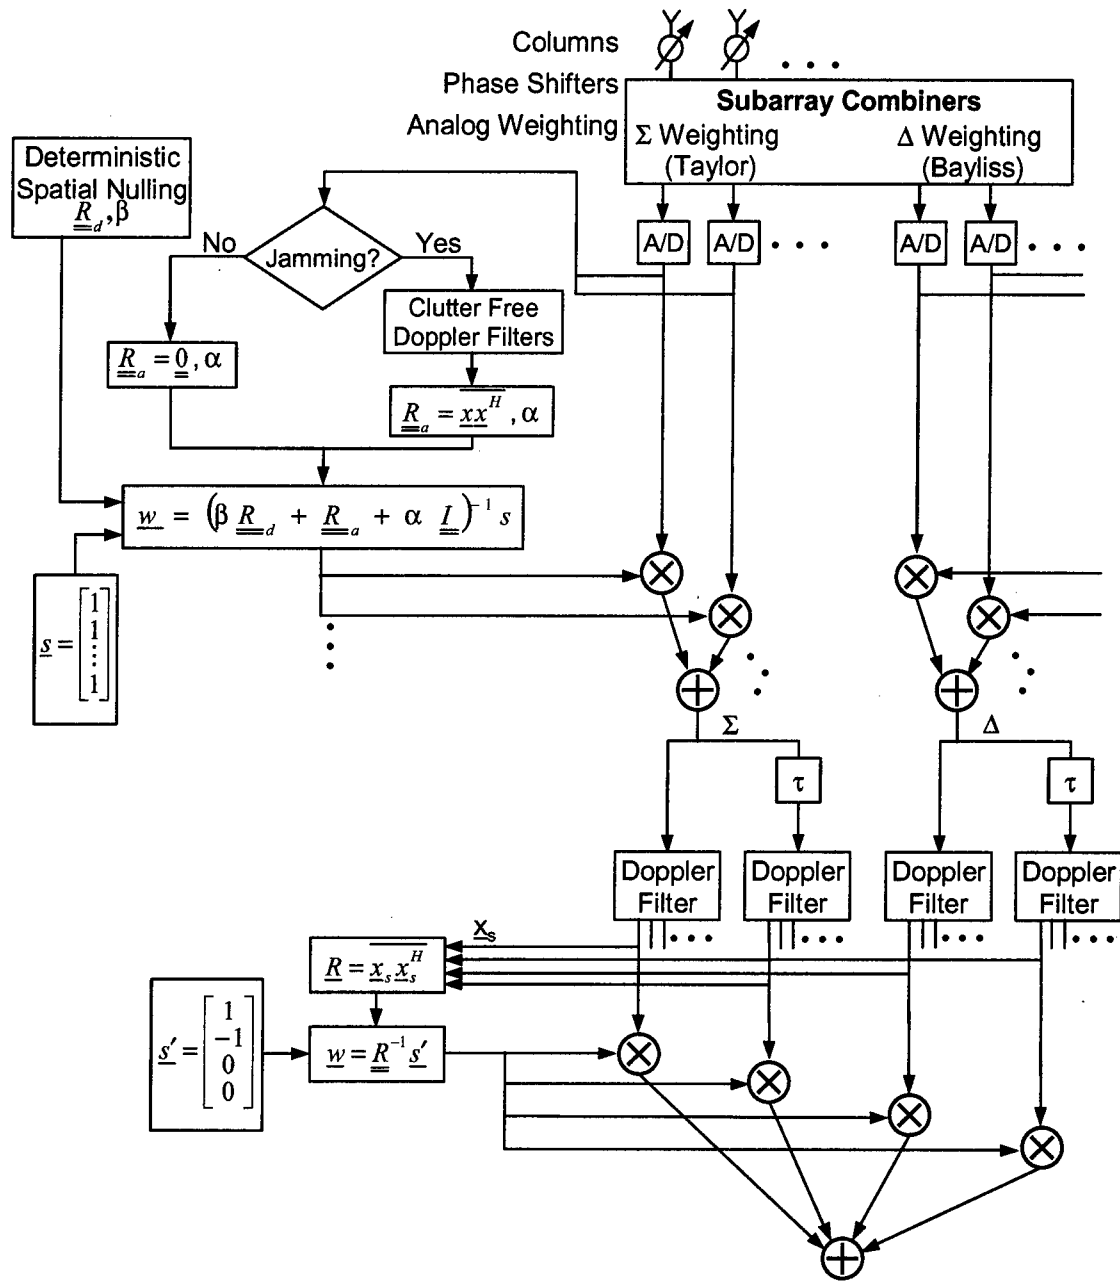 Columns
Phase Shifters
Analog Weighting
Subarray Combiners
Σ Weighting
(Taylor)
Δ Weighting
(Bayliss)
Deterministic
Spatial Nulling
R_d, β
No
Jamming?
Yes
A/D
A/D
A/D
A/D
Clutter Free
Doppler Filters
R_a = 0, α
R_a = x x^H, α
w = (β R_d + R_a + α I)^-1 s
s = [1 1 ⋮ 1]
Σ
Δ
τ
τ
Doppler
Filter
Doppler
Filter
Doppler
Filter
Doppler
Filter
x_s
R = x_s x_s^H
s′ = [1 -1 0 0]
w = R^-1 s′